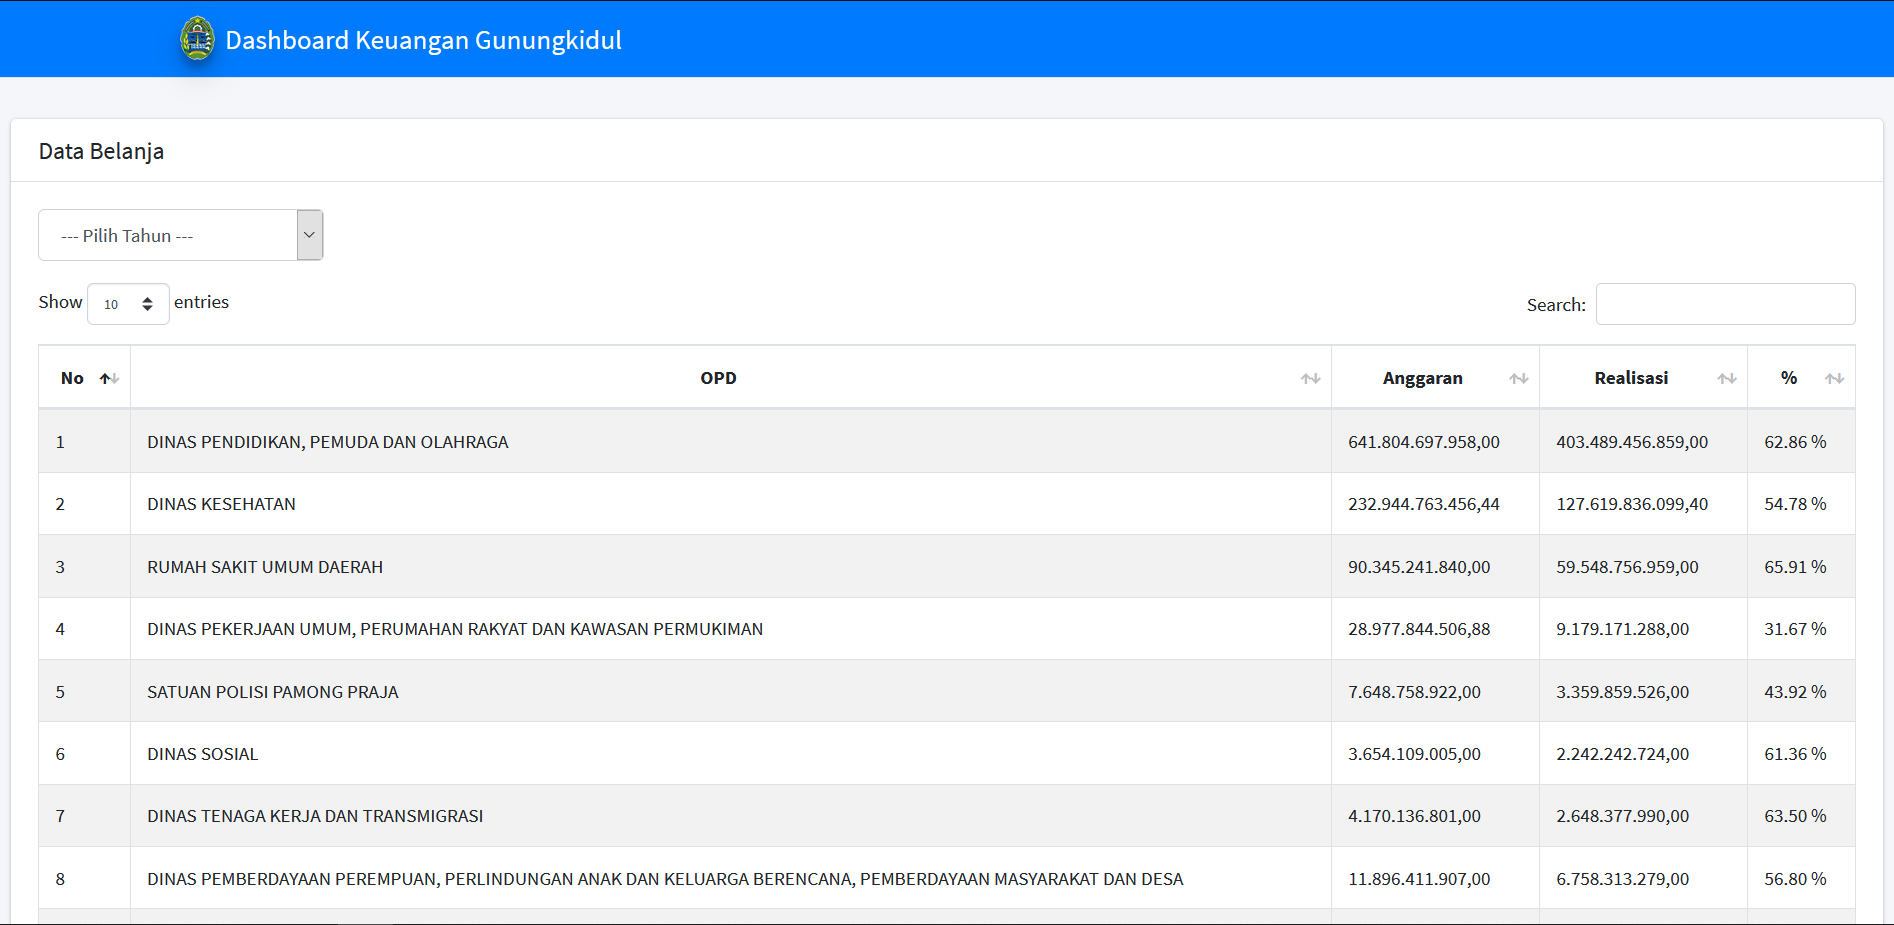 Dashboard Keuangan Gunungkidul
Data Belanja
--- Pilih Tahun ---
Show 10 entries
Search:
No OPD Anggaran Realisasi %
1 DINAS PENDIDIKAN, PEMUDA DAN OLAHRAGA 641.804.697.958,00 403.489.456.859,00 62.86 %
2 DINAS KESEHATAN 232.944.763.456,44 127.619.836.099,40 54.78 %
3 RUMAH SAKIT UMUM DAERAH 90.345.241.840,00 59.548.756.959,00 65.91 %
4 DINAS PEKERJAAN UMUM, PERUMAHAN RAKYAT DAN KAWASAN PERMUKIMAN 28.977.844.506,88 9.179.171.288,00 31.67 %
5 SATUAN POLISI PAMONG PRAJA 7.648.758.922,00 3.359.859.526,00 43.92 %
6 DINAS SOSIAL 3.654.109.005,00 2.242.242.724,00 61.36 %
7 DINAS TENAGA KERJA DAN TRANSMIGRASI 4.170.136.801,00 2.648.377.990,00 63.50 %
8 DINAS PEMBERDAYAAN PEREMPUAN, PERLINDUNGAN ANAK DAN KELUARGA BERENCANA, PEMBERDAYAAN MASYARAKAT DAN DESA 11.896.411.907,00 6.758.313.279,00 56.80 %